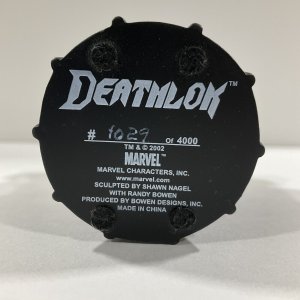 DEATHLOK™
# 1029 of 4000
TM & © 2002
MARVEL™
MARVEL CHARACTERS, INC.
www.marvel.com
SCULPTED BY SHAWN NAGEL
WITH RANDY BOWEN
PRODUCED BY BOWEN DESIGNS, INC.
MADE IN CHINA